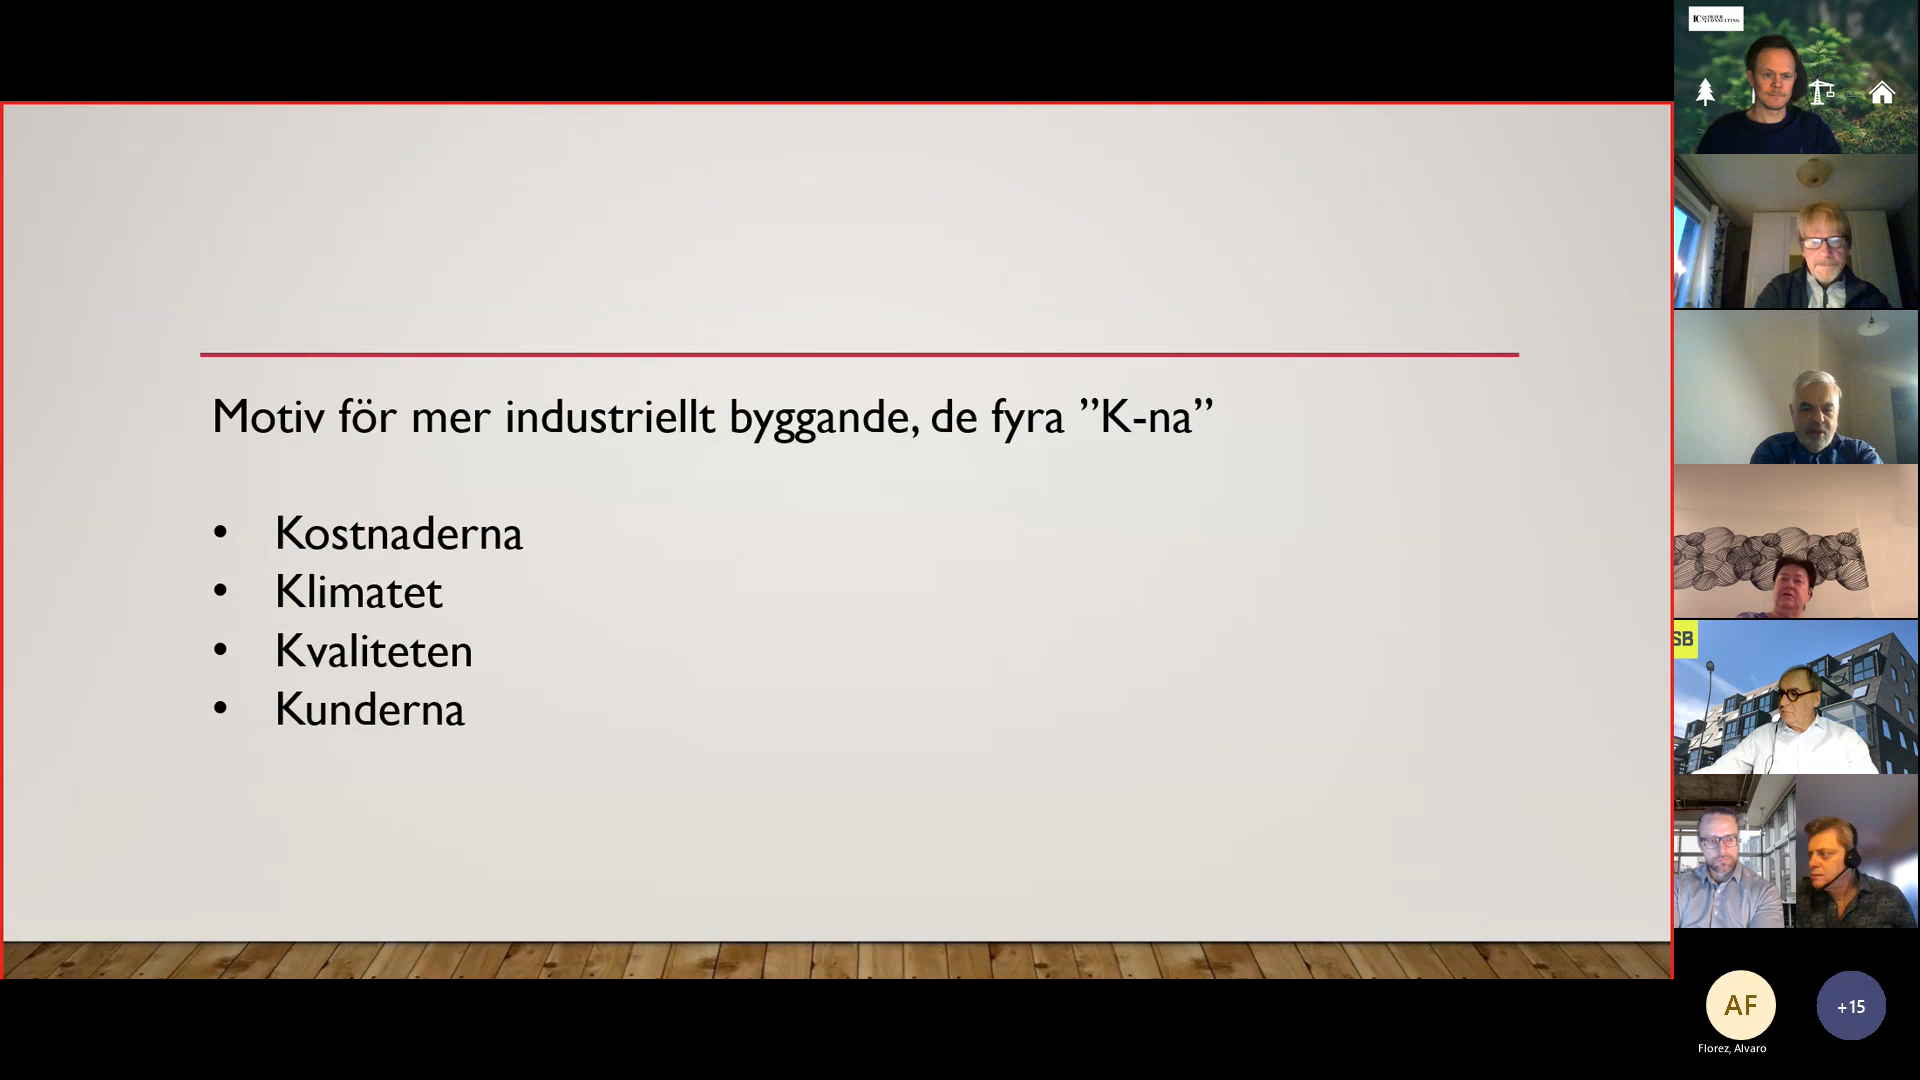 Motiv för mer industriellt byggande, de fyra ”K-na”
• Kostnaderna
• Klimatet
• Kvaliteten
• Kunderna
SB
AF
Florez, Alvaro
+15